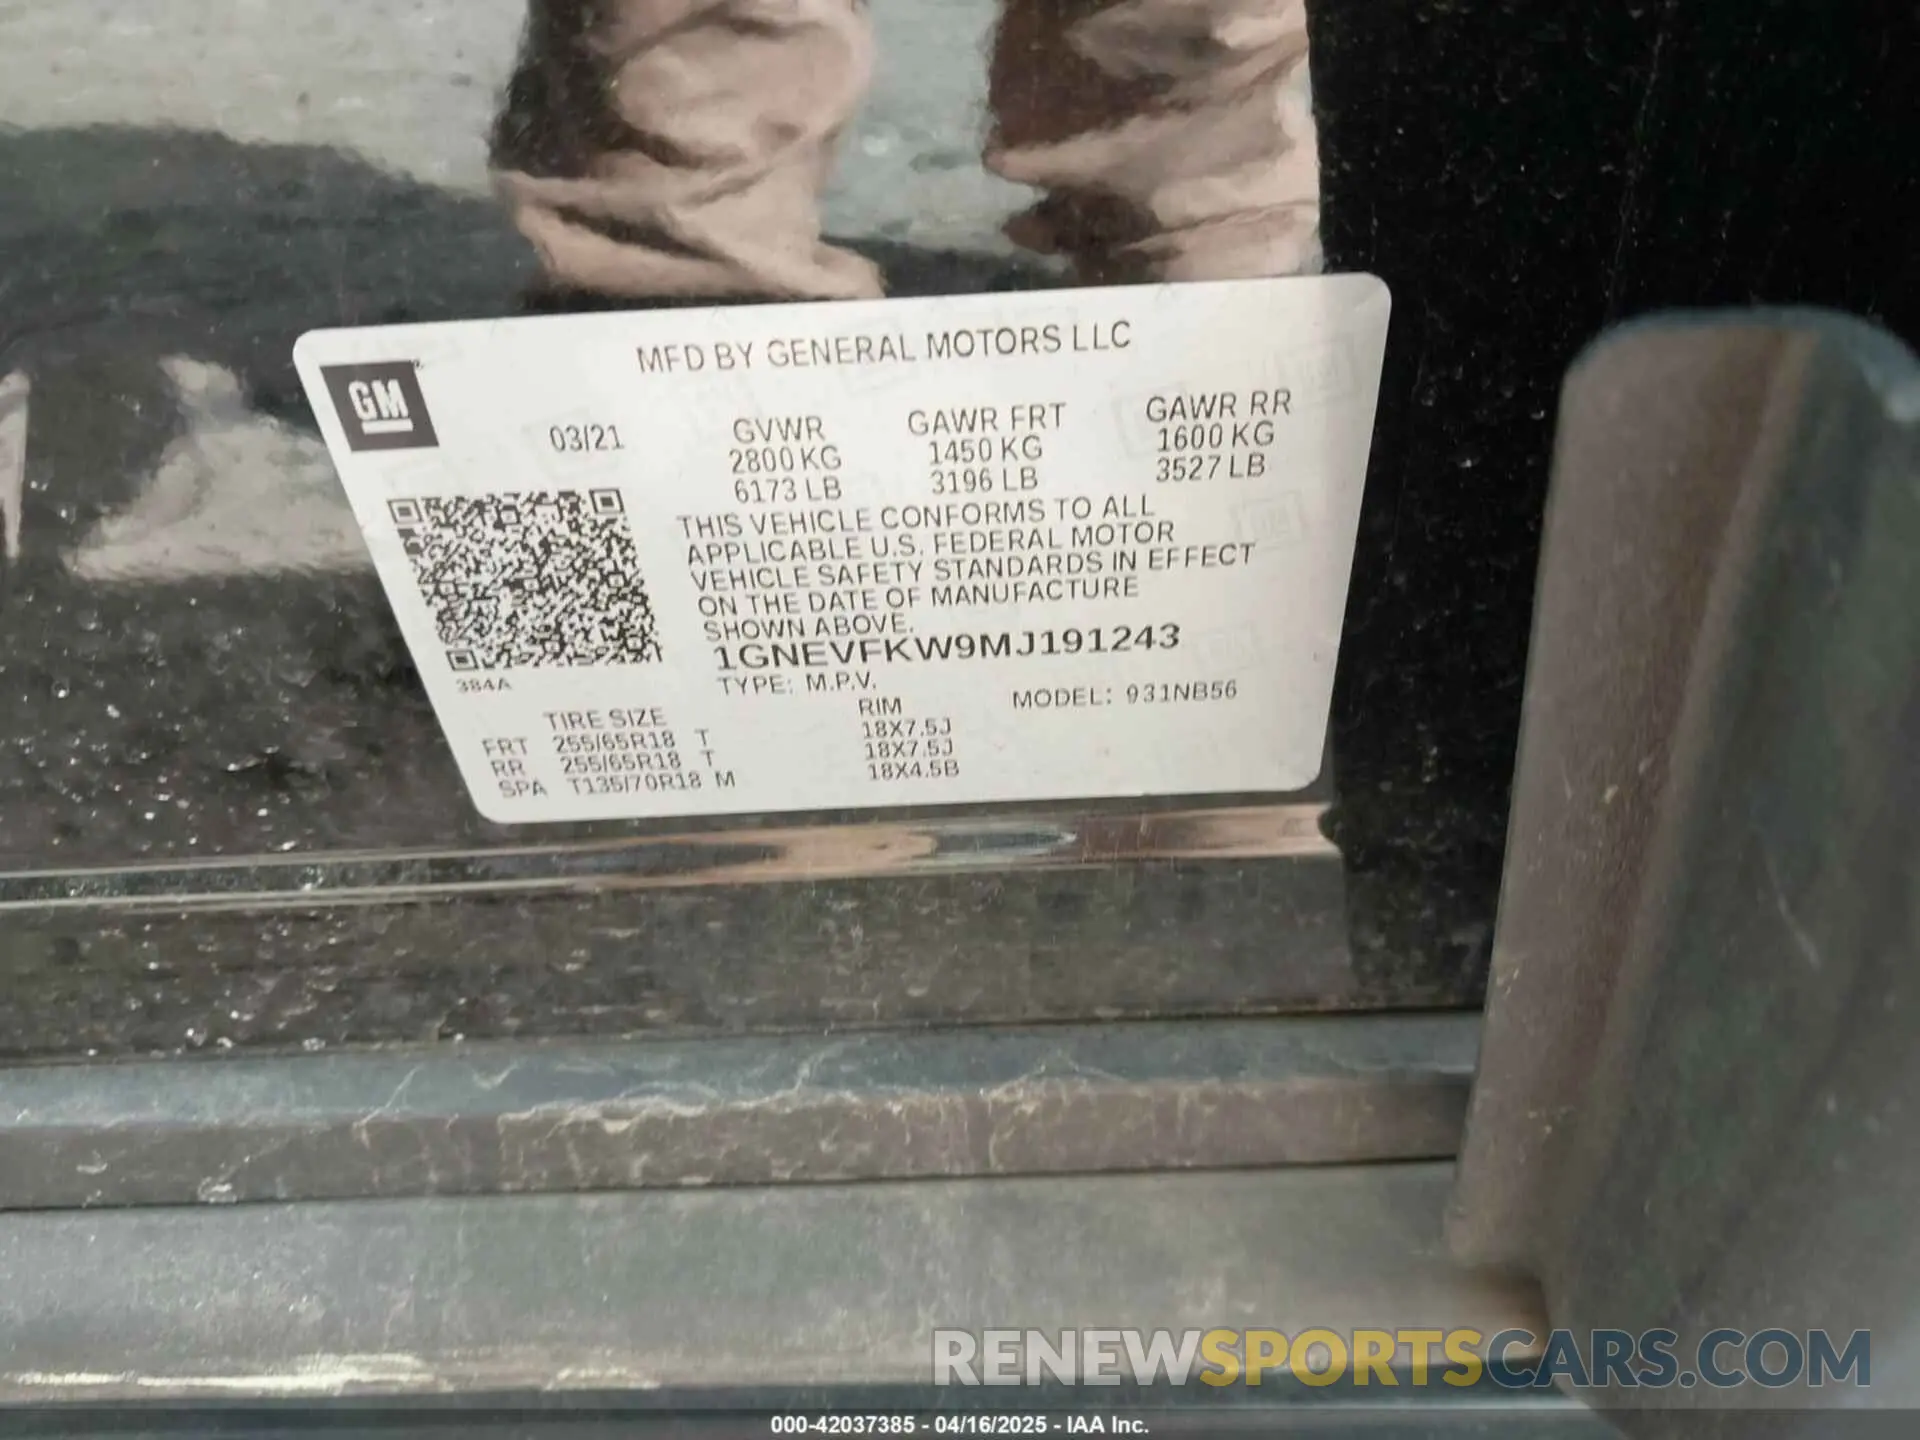 MFD BY GENERAL MOTORS LLC
GM
03/21
GVWR
2800 KG
6173 LB
GAWR FRT
1450 KG
3196 LB
GAWR RR
1600 KG
3527 LB
THIS VEHICLE CONFORMS TO ALL
APPLICABLE U.S. FEDERAL MOTOR
VEHICLE SAFETY STANDARDS IN EFFECT
ON THE DATE OF MANUFACTURE
SHOWN ABOVE.
1GNEVFKW9MJ191243
384A
TYPE: M.P.V.
MODEL: 931NB56
TIRE SIZE
RIM
FRT 255/65R18 T 18X7.5J
RR 255/65R18 T 18X7.5J
SPA T135/70R18 M 18X4.5B
RENEWSPORTSCARS.COM
000-42037385 - 04/16/2025 - IAA Inc.